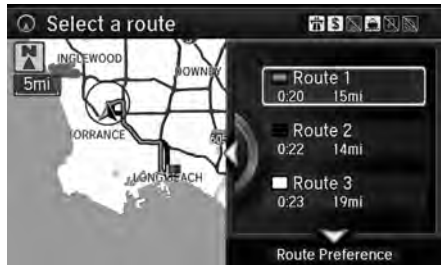 Select a route
S
N
5mi
INGLEWOOD
DOWNEY
TORRANCE
605
LONG BEACH
Route 1
0:20 15mi
Route 2
0:22 14mi
Route 3
0:23 19mi
Route Preference